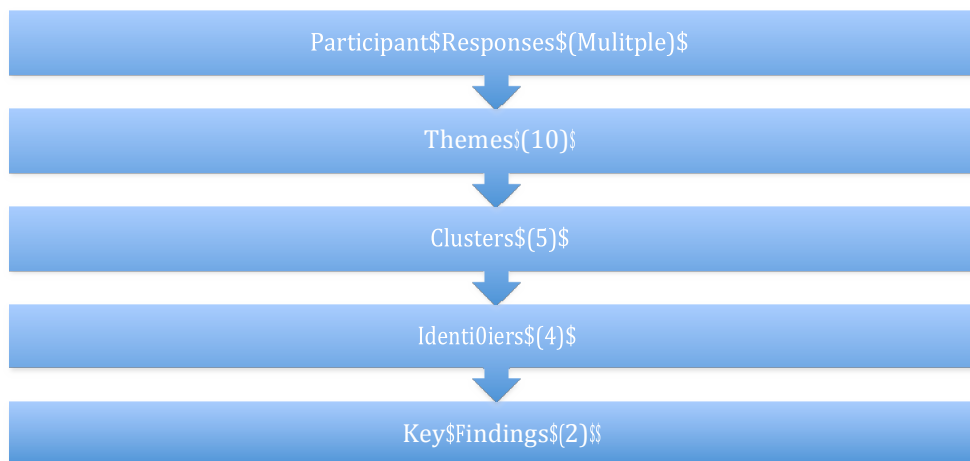 Participant$Responses$(Mulitple)$
Themes$(10)$
Clusters$(5)$
Identi0iers$(4)$
Key$Findings$(2)$$